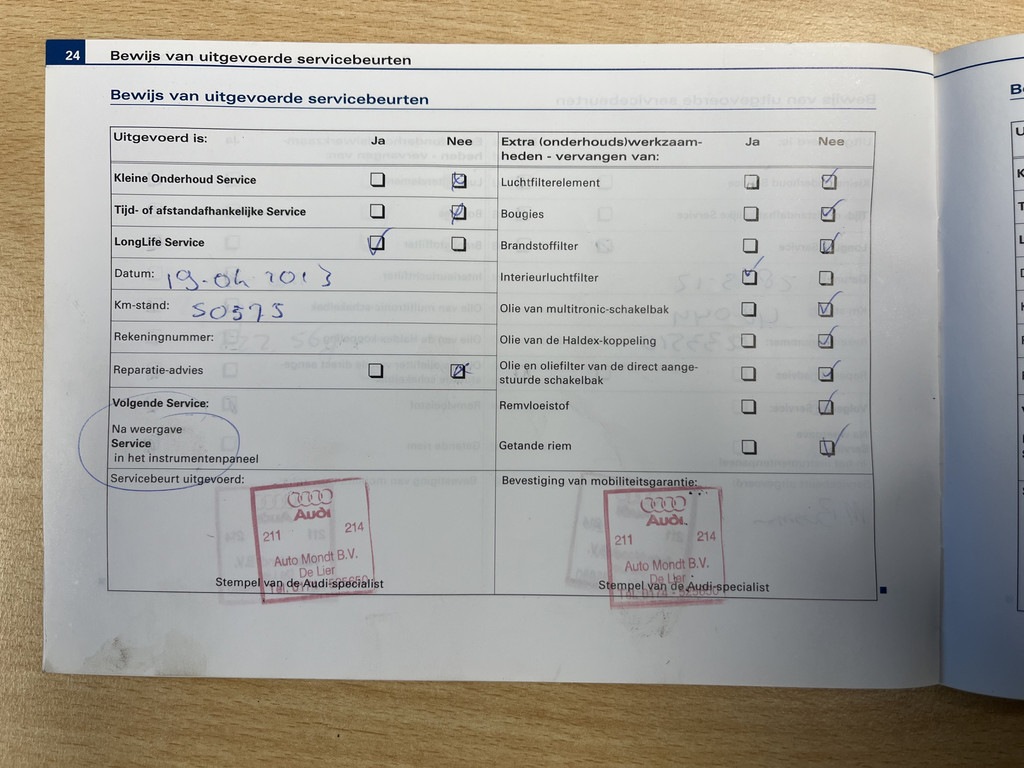 24 Bewijs van uitgevoerde servicebeurten
Bewijs van uitgevoerde servicebeurten
Uitgevoerd is: Ja Nee
Kleine Onderhoud Service
Tijd- of afstandafhankelijke Service
LongLife Service
Datum: 19-04 2013
Km-stand: 50575
Rekeningnummer:
Reparatie-advies
Volgende Service:
Na weergave
Service
in het instrumentenpaneel
Servicebeurt uitgevoerd:
Audi
211 214
Auto Mondt B.V.
De Lier
Stempel van de Audi-specialist
Extra (onderhouds)werkzaam-
heden - vervangen van: Ja Nee
Luchtfilterelement
Bougies
Brandstoffilter
Interieurluchtfilter
Olie van multitronic-schakelbak
Olie van de Haldex-koppeling
Olie en oliefilter van de direct aange-
stuurde schakelbak
Remvloeistof
Getande riem
Bevestiging van mobiliteitsgarantie:
Audi
211 214
Auto Mondt B.V.
De Lier
Stempel van de Audi-specialist